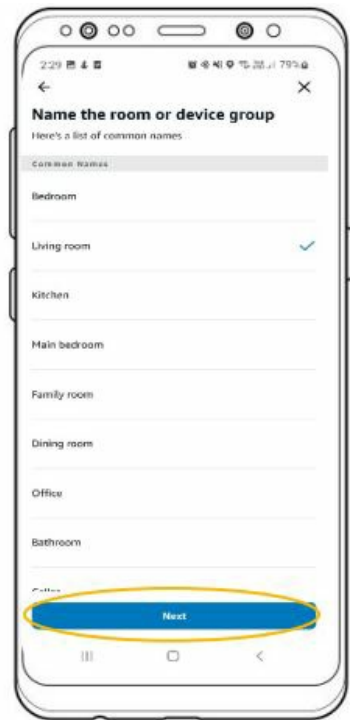 2:29
79%
Name the room or device group
Here's a list of common names
Common Names
Bedroom
Living room
Kitchen
Main bedroom
Family room
Dining room
Office
Bathroom
Next